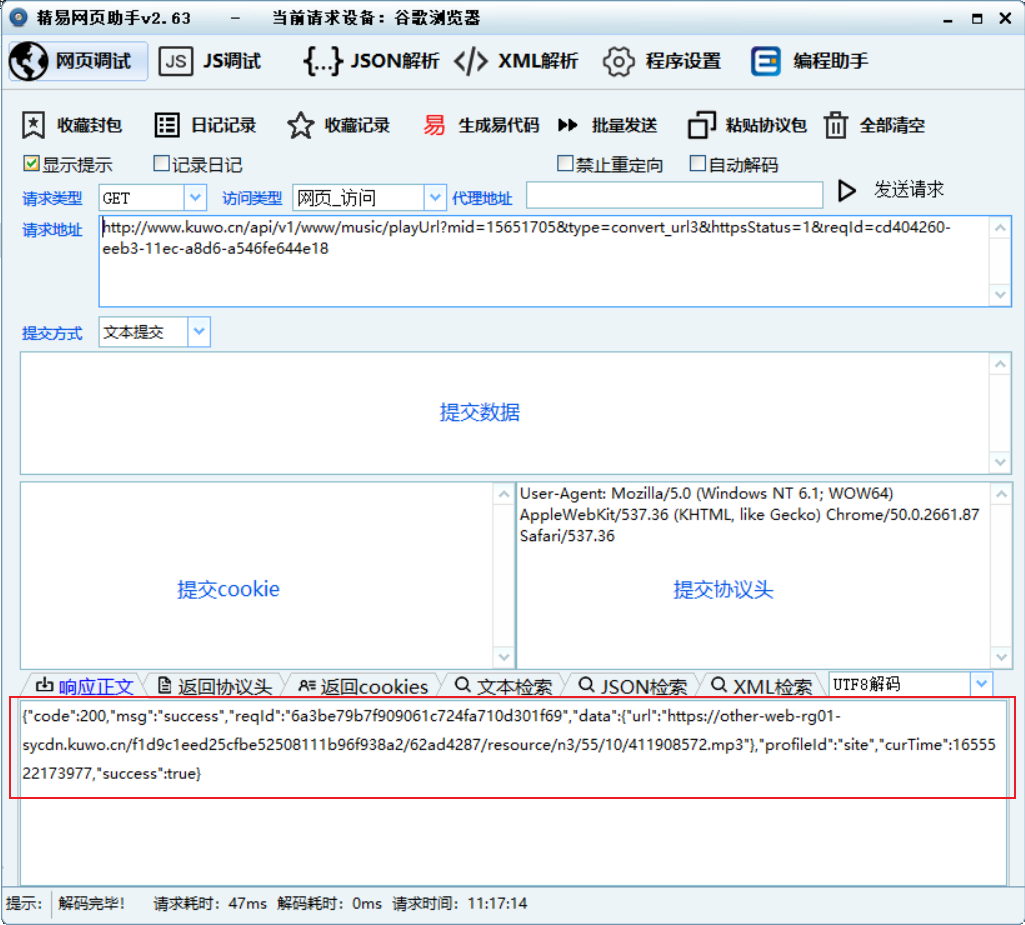 精易网页助手v2.63 - 当前请求设备：谷歌浏览器
网页调试 JS JS调试 {...} JSON解析 </> XML解析 程序设置 编程助手
收藏封包 日记记录 收藏记录 易 生成易代码 批量发送 粘贴协议包 全部清空
显示提示 记录日记 禁止重定向 自动解码
请求类型 GET 访问类型 网页_访问 代理地址 发送请求
请求地址 http://www.kuwo.cn/api/v1/www/music/playUrl?mid=15651705&type=convert_url3&httpsStatus=1&reqId=cd404260-
eeb3-11ec-a8d6-a546fe644e18
提交方式 文本提交
提交数据
User-Agent: Mozilla/5.0 (Windows NT 6.1; WOW64)
AppleWebKit/537.36 (KHTML, like Gecko) Chrome/50.0.2661.87
Safari/537.36
提交cookie 提交协议头
响应正文 返回协议头 返回cookies 文本检索 JSON检索 XML检索 UTF8解码
{"code":200,"msg":"success","reqId":"6a3be79b7f909061c724fa710d301f69","data":{"url":"https://other-web-rg01-
sycdn.kuwo.cn/f1d9c1eed25cfbe52508111b96f938a2/62ad4287/resource/n3/55/10/411908572.mp3"},"profileId":"site","curTime":16555
22173977,"success":true}
提示: 解码完毕! 请求耗时：47ms 解码耗时：0ms 请求时间：11:17:14